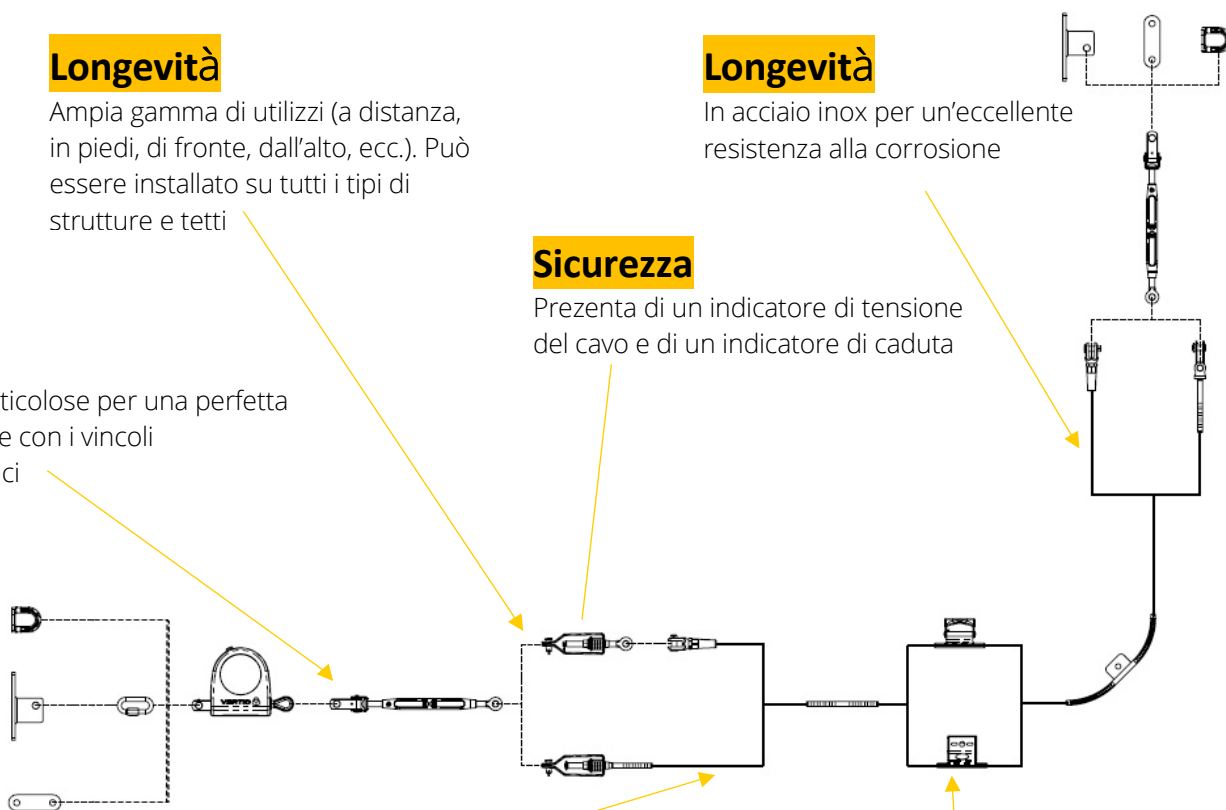 Longevità
Ampia gamma di utilizzi (a distanza,
in piedi, di fronte, dall'alto, ecc.). Può
essere installato su tutti i tipi di
strutture e tetti
Longevità
In acciaio inox per un'eccellente
resistenza alla corrosione
Sicurezza
Prezenta di un indicatore di tensione
del cavo e di un indicatore di caduta
ticolose per una perfetta
e con i vincoli
ci
VERTIC